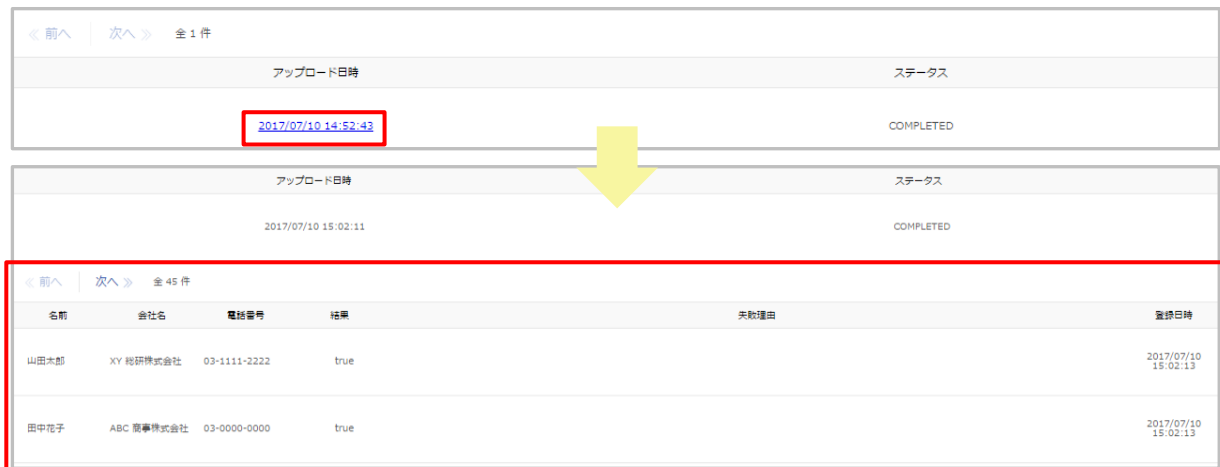 ≪ 前へ 次へ ≫ 全 1 件
アップロード日時 ステータス
2017/07/10 14:52:43 COMPLETED
アップロード日時 ステータス
2017/07/10 15:02:11 COMPLETED
≪ 前へ 次へ ≫ 全 45 件
名前 会社名 電話番号 結果 失敗理由 登録日時
山田太郎 XY 総研株式会社 03-1111-2222 true 2017/07/10
15:02:13
田中花子 ABC 商事株式会社 03-0000-0000 true 2017/07/10
15:02:13